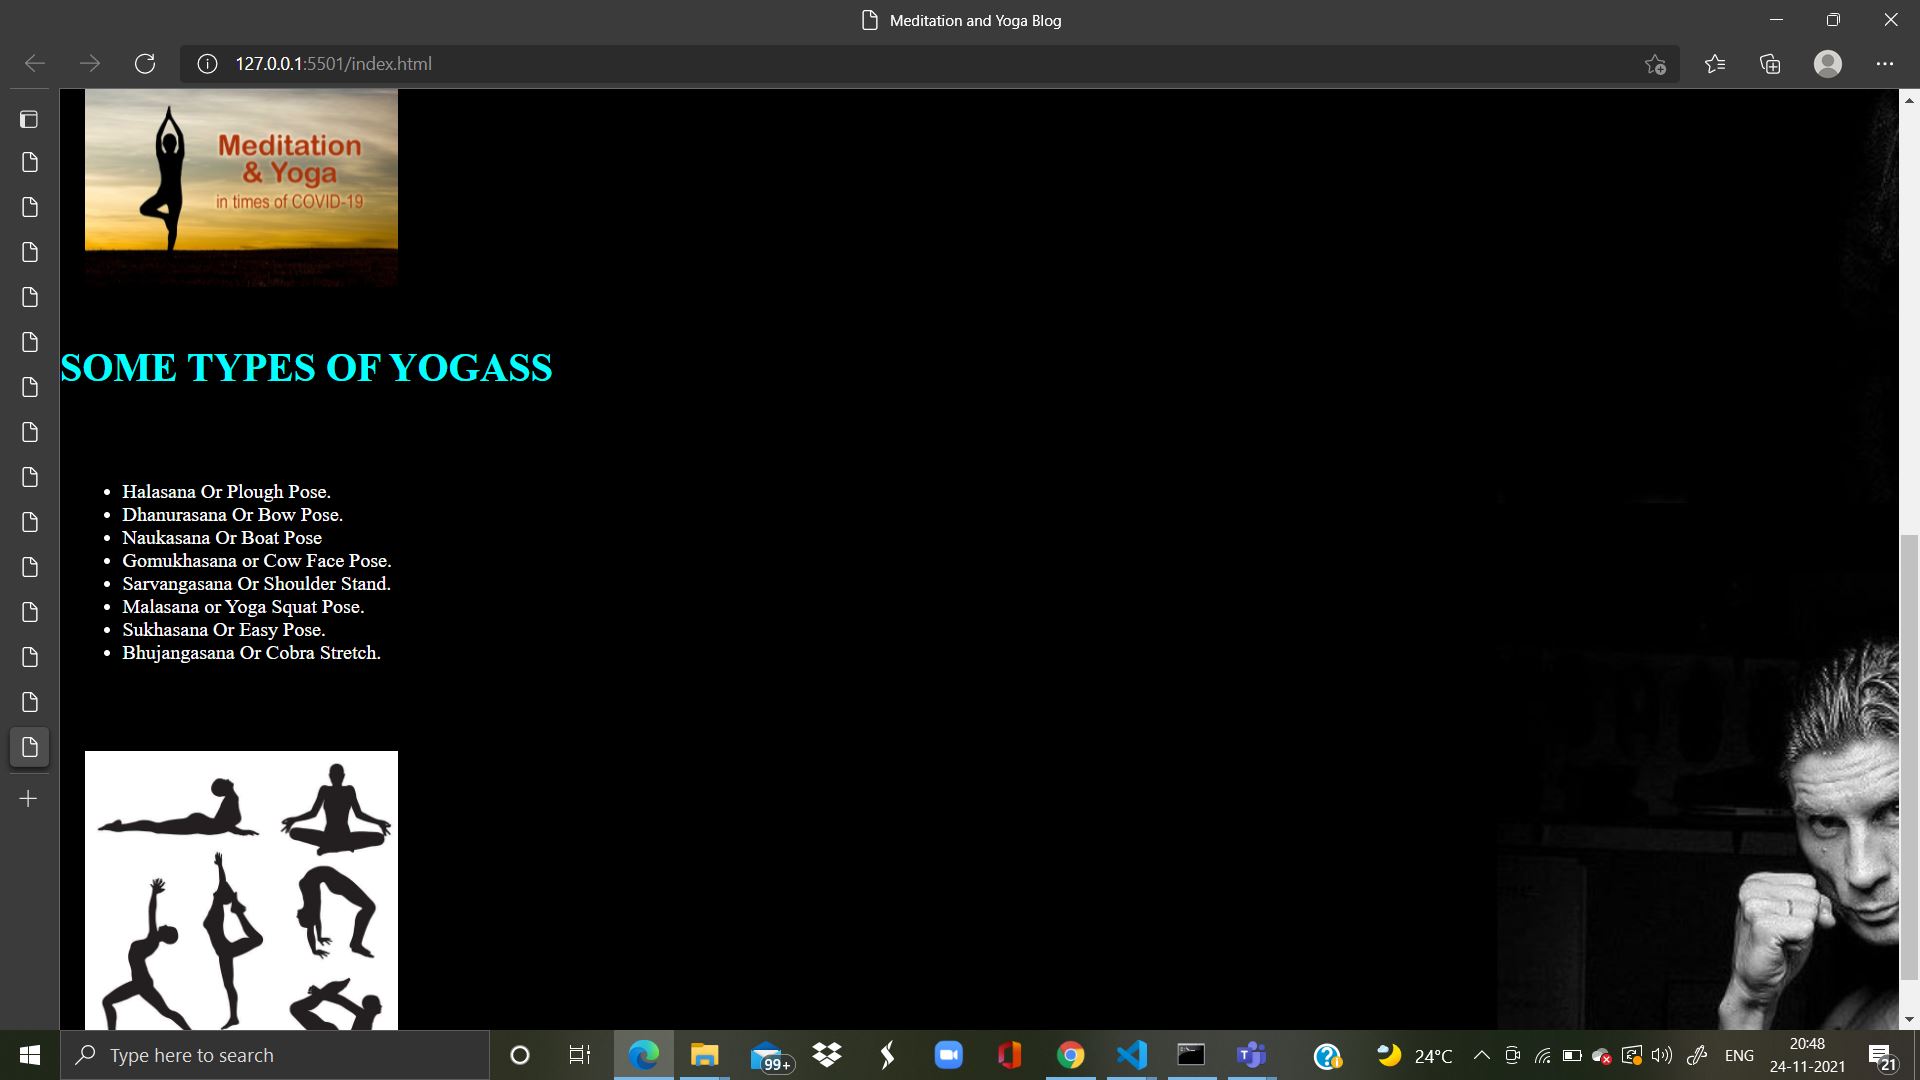 Meditation and Yoga Blog
127.0.0.1:5501/index.html
Meditation
& Yoga
in times of COVID-19
SOME TYPES OF YOGASS
Halasana Or Plough Pose.
Dhanurasana Or Bow Pose.
Naukasana Or Boat Pose
Gomukhasana or Cow Face Pose.
Sarvangasana Or Shoulder Stand.
Malasana or Yoga Squat Pose.
Sukhasana Or Easy Pose.
Bhujangasana Or Cobra Stretch.
Type here to search
99+
24°C
ENG
20:48
24-11-2021
21